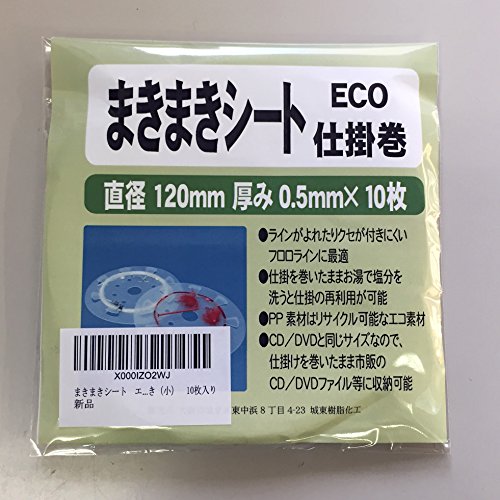 まきまきシート
ECO
仕掛巻
直径 120mm 厚み 0.5mm× 10枚
●ラインがよれたりクセが付きにくい
フロロラインに最適
●仕掛を巻いたままお湯で塩分を
洗うと仕掛の再利用が可能
●PP 素材はリサイクル可能なエコ素材
●CD/DVDと同じサイズなので、
仕掛けを巻いたまま市販の
CD/DVDファイル等に収納可能
X000IZO2WJ
まきまきシート エ...き (小) 10枚入り
新品
東中浜 8 丁目 4-23 城東樹脂化工